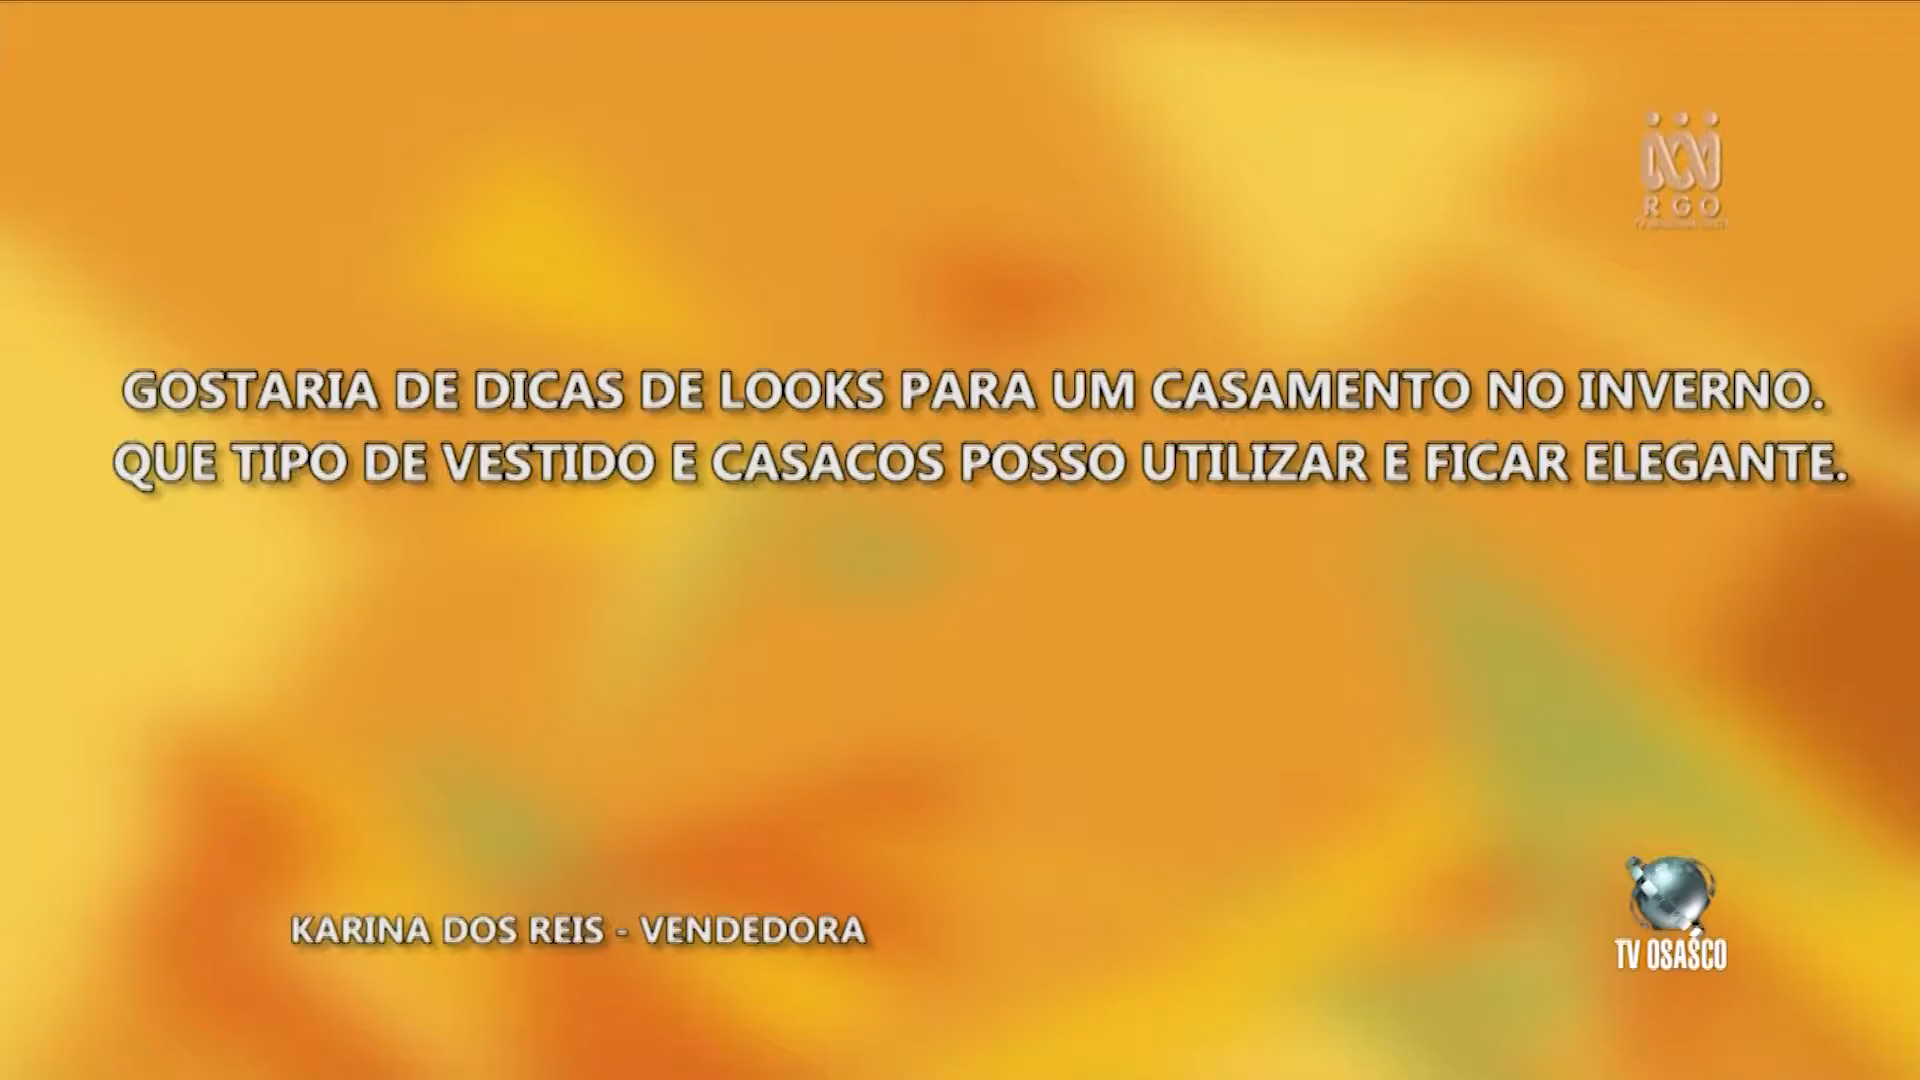 RGO
GOSTARIA DE DICAS DE LOOKS PARA UM CASAMENTO NO INVERNO.
QUE TIPO DE VESTIDO E CASACOS POSSO UTILIZAR E FICAR ELEGANTE.
KARINA DOS REIS - VENDEDORA
TV OSASCO